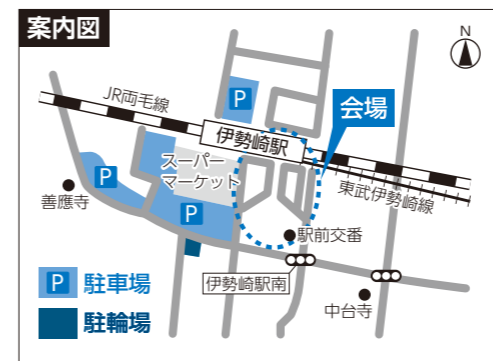 案内図
N
P
JR両毛線
会場
伊勢崎駅
スーパー
マーケット
東武伊勢崎線
P
善應寺
P
駅前交番
伊勢崎駅南
中台寺
P 駐車場
駐輪場